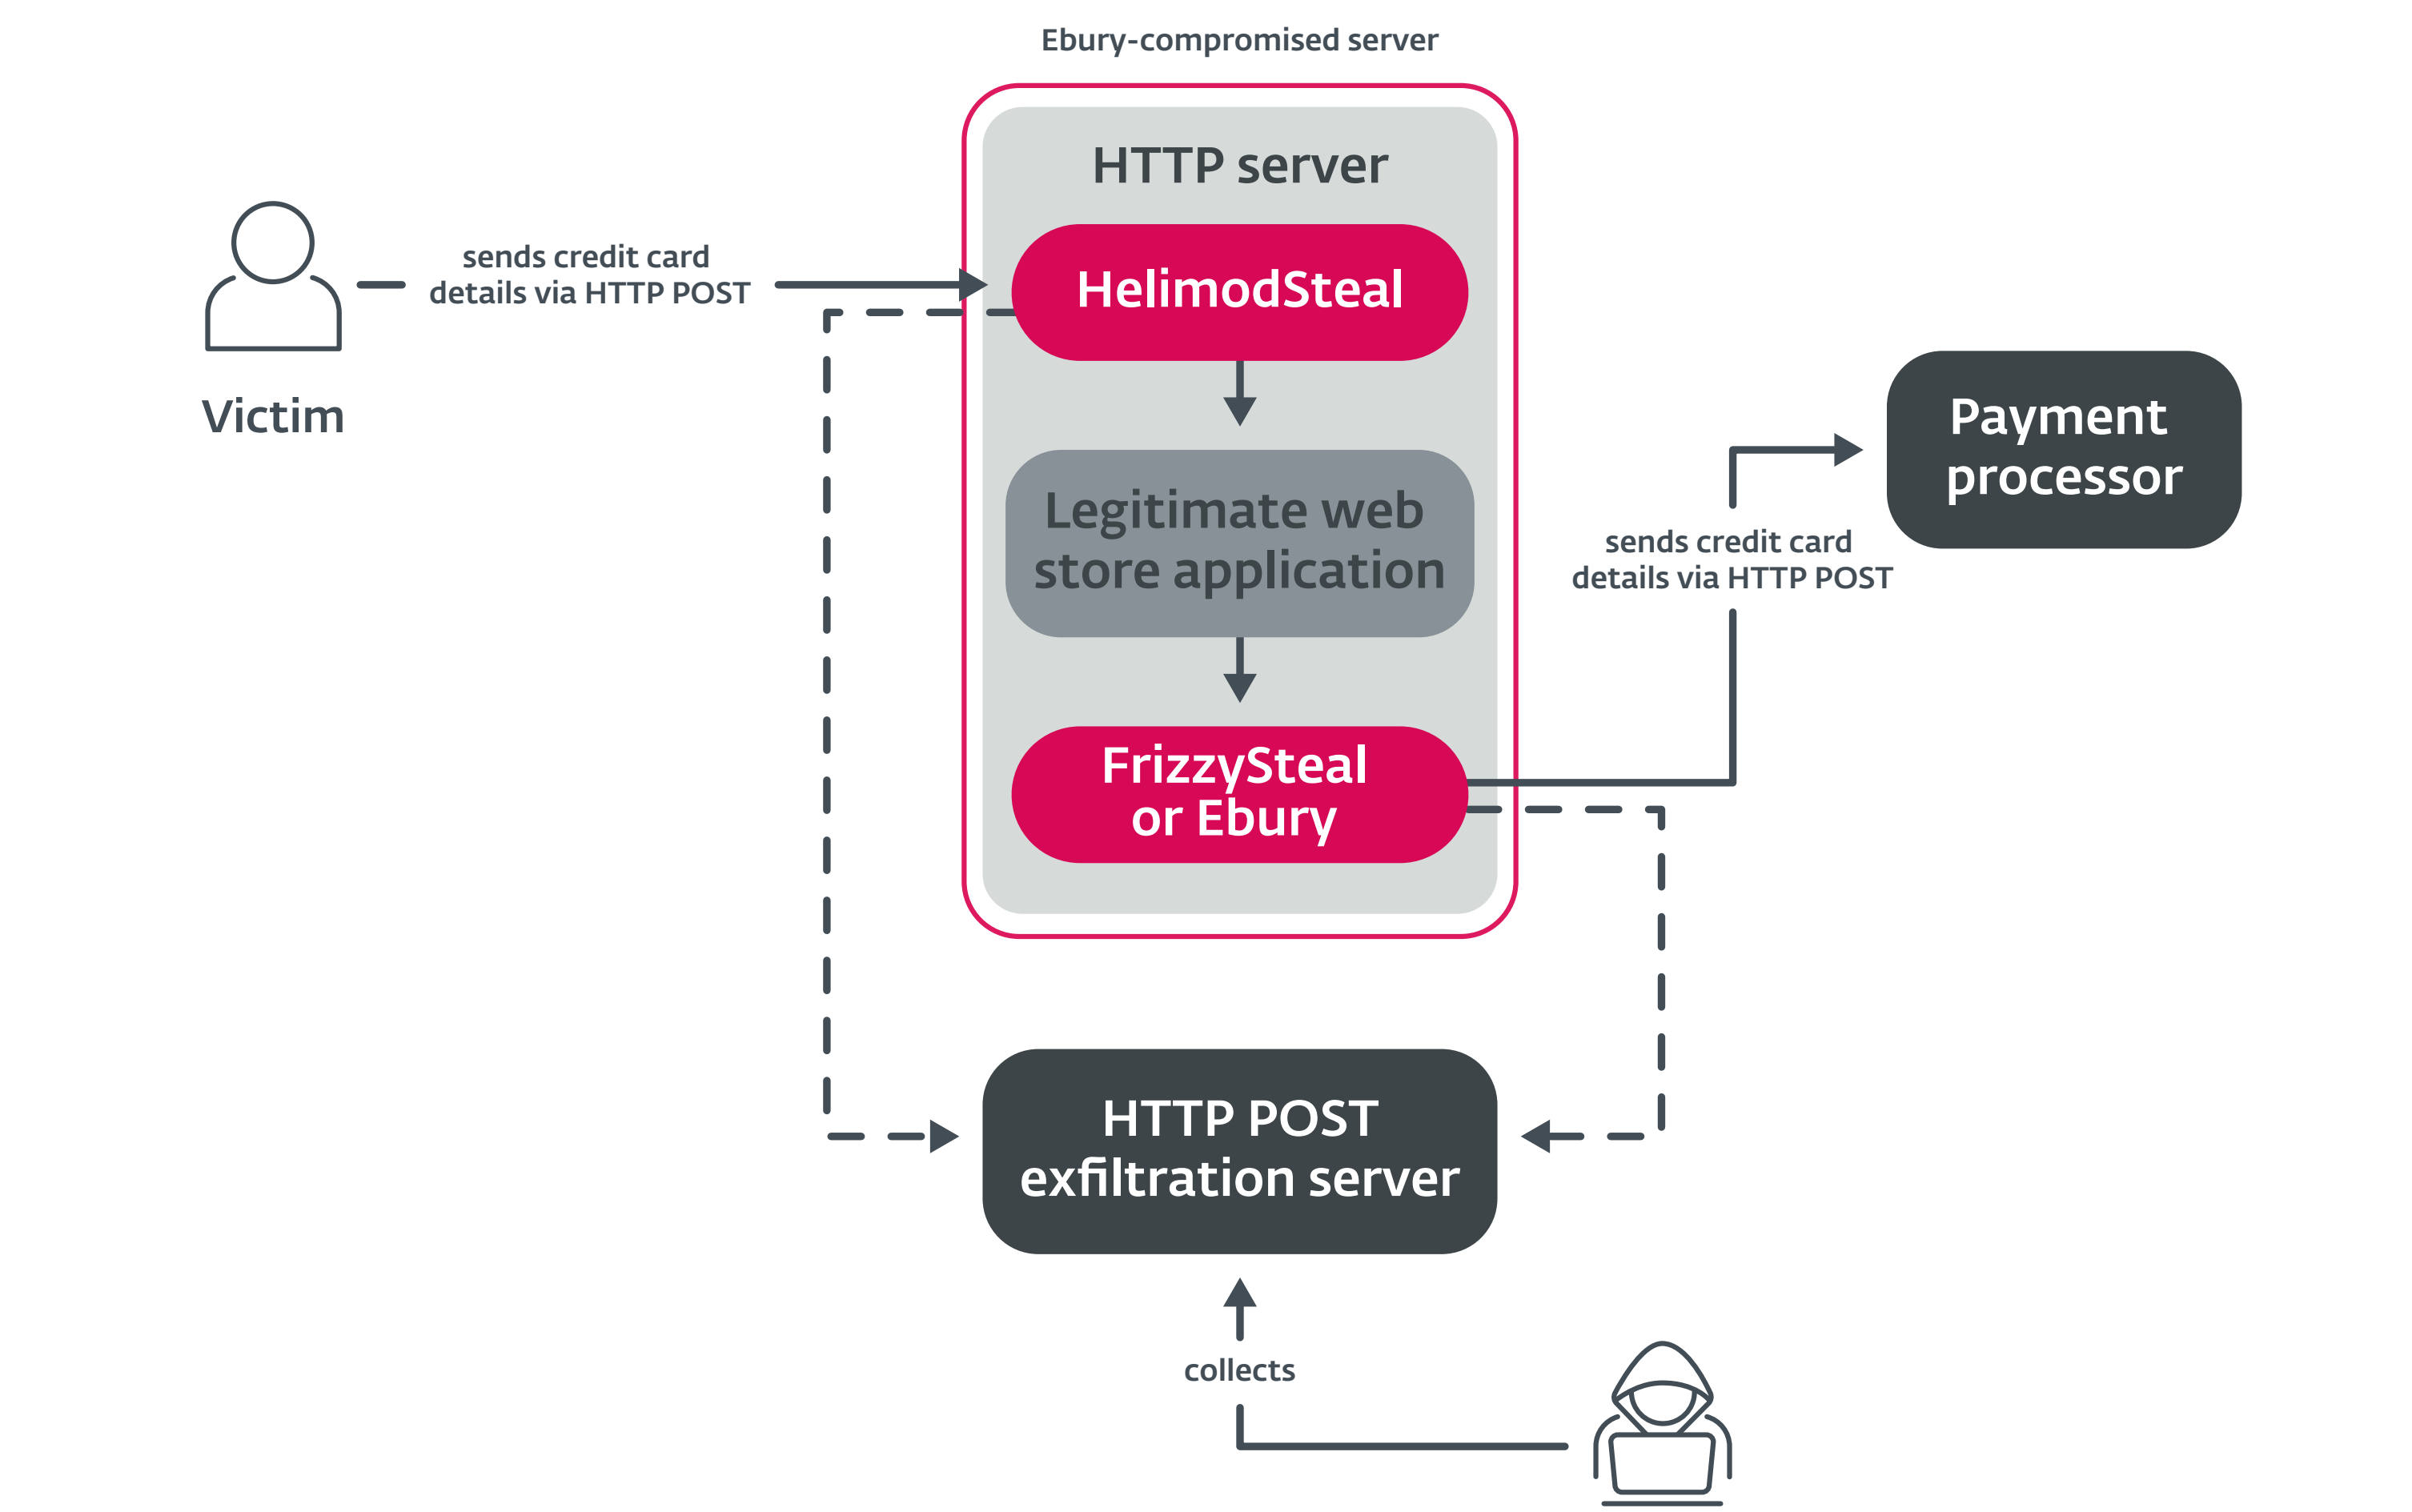 Ebury-compromised server
HTTP server
HelimodSteal
sends credit card
details via HTTP POST
Victim
Legitimate web
store application
Payment
processor
sends credit card
details via HTTP POST
FrizzySteal
or Ebury
HTTP POST
exfiltration server
collects